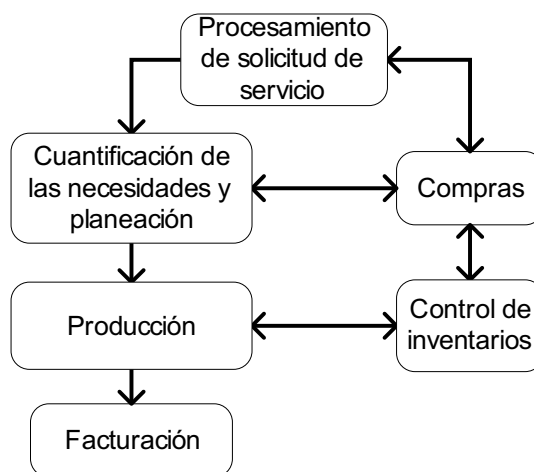 Procesamiento
de solicitud de
servicio
Cuantificación de
las necesidades y
planeación
Compras
Producción
Control de
inventarios
Facturación